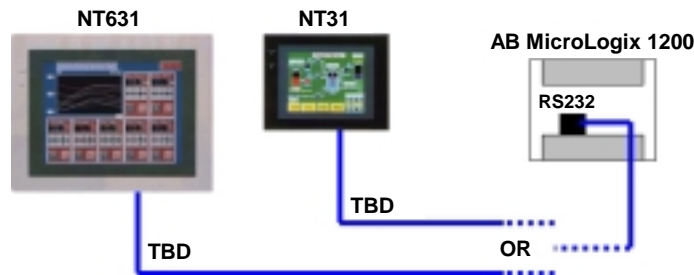 NT631
NT31
AB MicroLogix 1200
RS232
TBD
TBD
OR